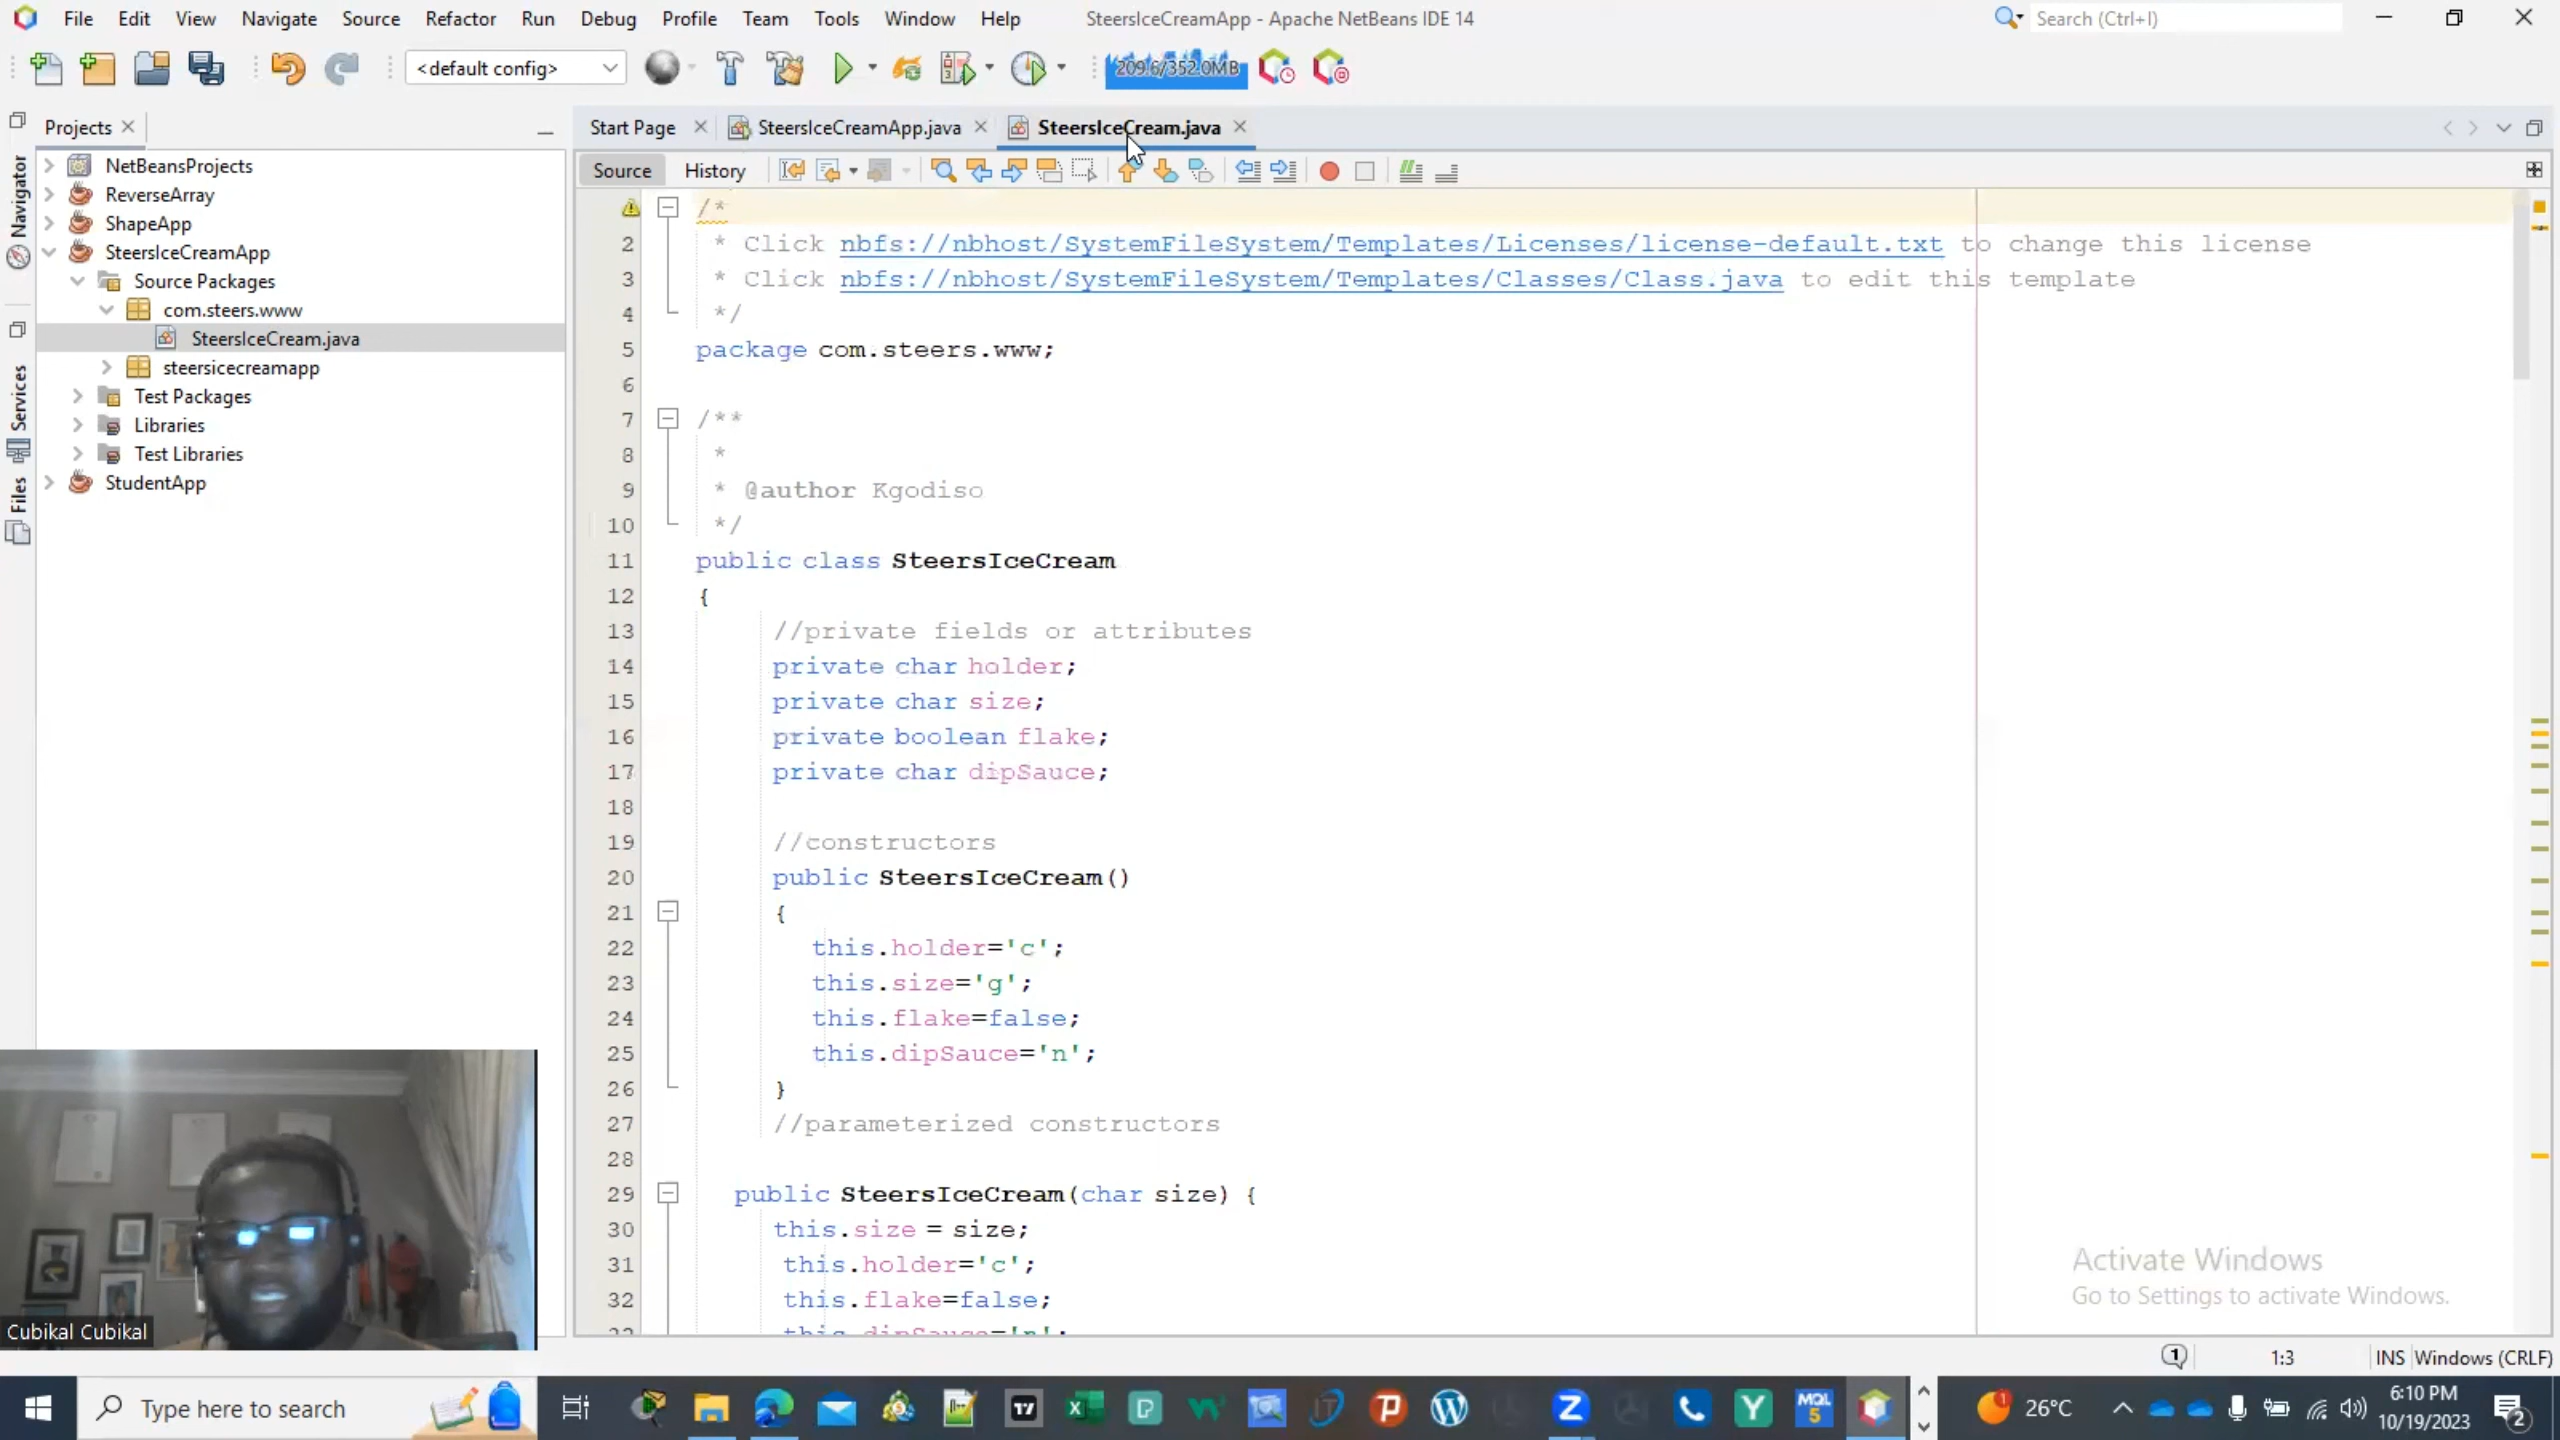 File Edit View Navigate Source Refactor Run Debug Profile Team Tools Window Help SteersIceCreamApp - Apache NetBeans IDE 14 Search (Ctrl+I)
<default config> 209.6/352.0MB
Projects Start Page SteersIceCreamApp.java SteersIceCream.java
Source History
Navigator
Services
Files
NetBeansProjects
ReverseArray
ShapeApp
SteersIceCreamApp
Source Packages
com.steers.www
SteersIceCream.java
steersicecreamapp
Test Packages
Libraries
Test Libraries
StudentApp
/*
2 * Click nbfs://nbhost/SystemFileSystem/Templates/Licenses/license-default.txt to change this license
3 * Click nbfs://nbhost/SystemFileSystem/Templates/Classes/Class.java to edit this template
4 */
5 package com.steers.www;
6
7 /**
8 *
9 * @author Kgodiso
10 */
11 public class SteersIceCream
12 {
13 //private fields or attributes
14 private char holder;
15 private char size;
16 private boolean flake;
17 private char dipSauce;
18
19 //constructors
20 public SteersIceCream()
21 {
22 this.holder='c';
23 this.size='g';
24 this.flake=false;
25 this.dipSauce='n';
26 }
27 //parameterized constructors
28
29 public SteersIceCream(char size) {
30 this.size = size;
31 this.holder='c';
32 this.flake=false;
33 this.dipSauce='n';
Activate Windows
Go to Settings to activate Windows.
Cubikal Cubikal
1 1:3 INS Windows (CRLF)
Type here to search 26°C 6:10 PM
10/19/2023 2